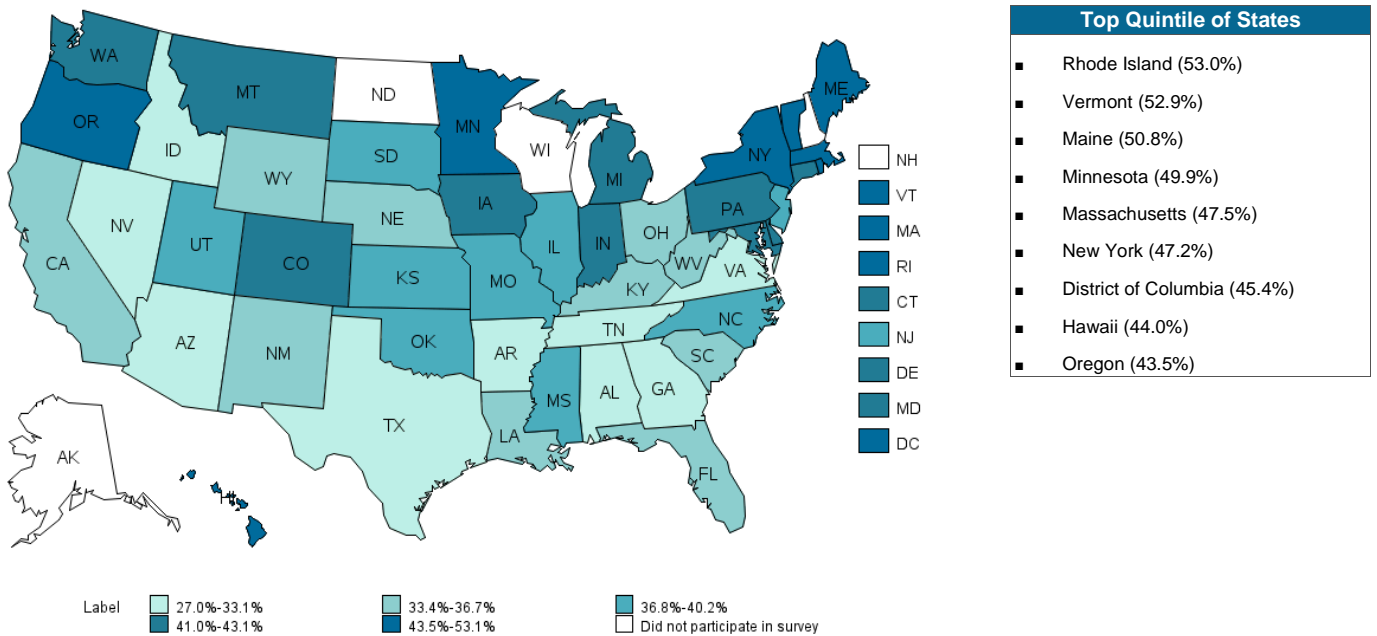 WA
MT
ND
MN
ME
OR
ID
SD
WI
NY
WY
MI
IA
PA
NE
NV
UT
IL
IN
OH
CA
CO
KS
MO
WV
VA
KY
NC
TN
AZ
NM
OK
AR
SC
MS
AL
GA
TX
LA
FL
AK
HI
NH
VT
MA
RI
CT
NJ
DE
MD
DC
Label
27.0%-33.1%
33.4%-36.7%
36.8%-40.2%
41.0%-43.1%
43.5%-53.1%
Did not participate in survey
Top Quintile of States
▪ Rhode Island (53.0%)
▪ Vermont (52.9%)
▪ Maine (50.8%)
▪ Minnesota (49.9%)
▪ Massachusetts (47.5%)
▪ New York (47.2%)
▪ District of Columbia (45.4%)
▪ Hawaii (44.0%)
▪ Oregon (43.5%)